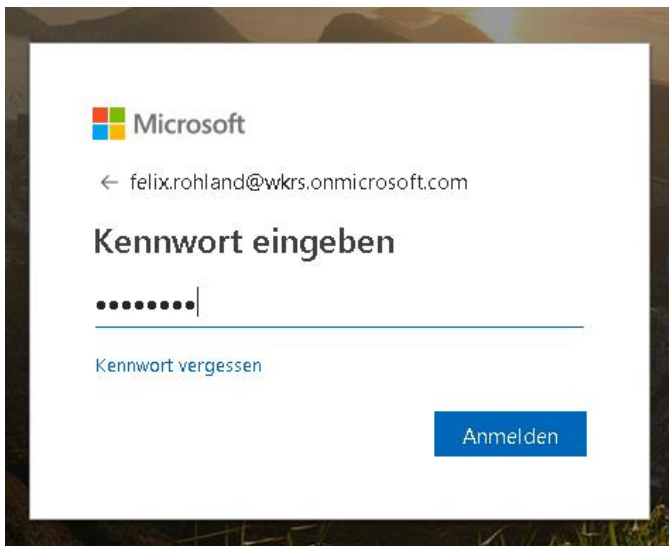 Microsoft
← felix.rohland@wkrs.onmicrosoft.com
Kennwort eingeben
••••••••
Kennwort vergessen
Anmelden